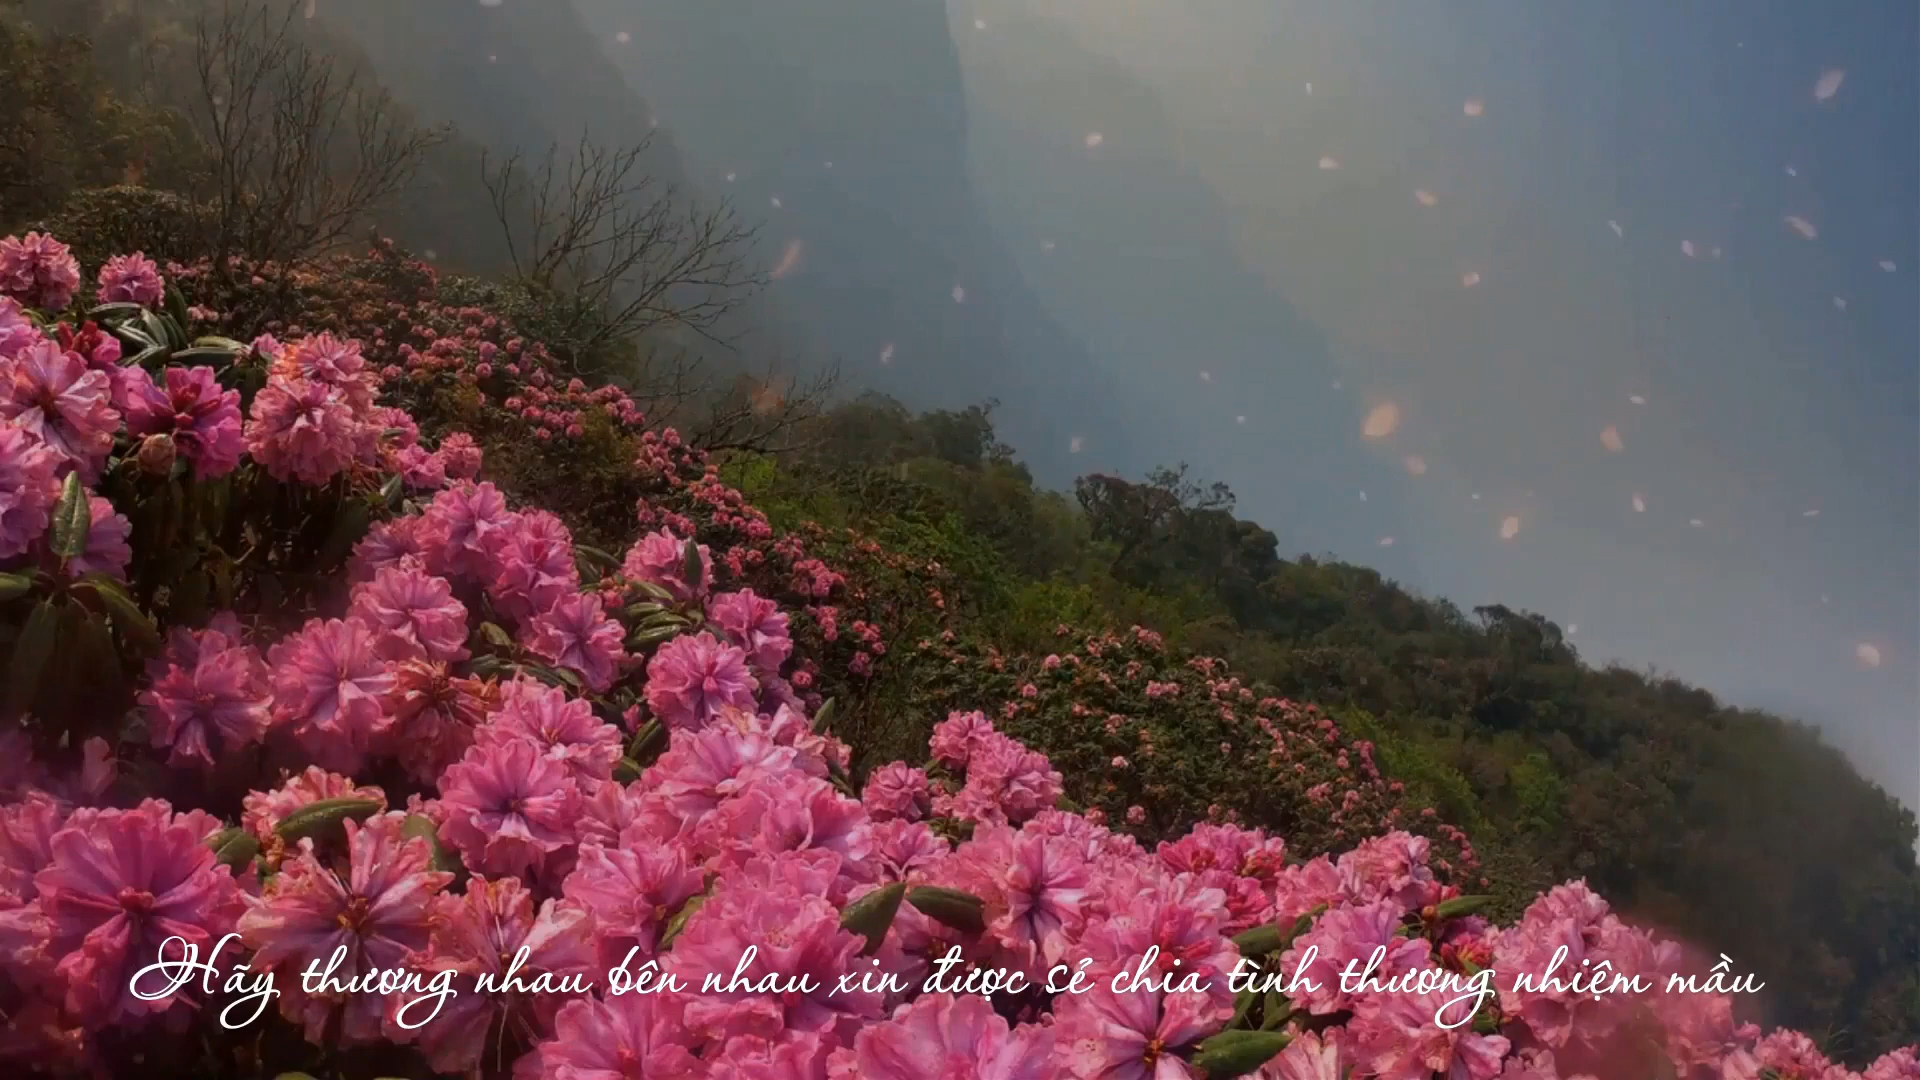 Hãy thương nhau bên nhau xin được sẻ chia tình thương nhiệm mầu